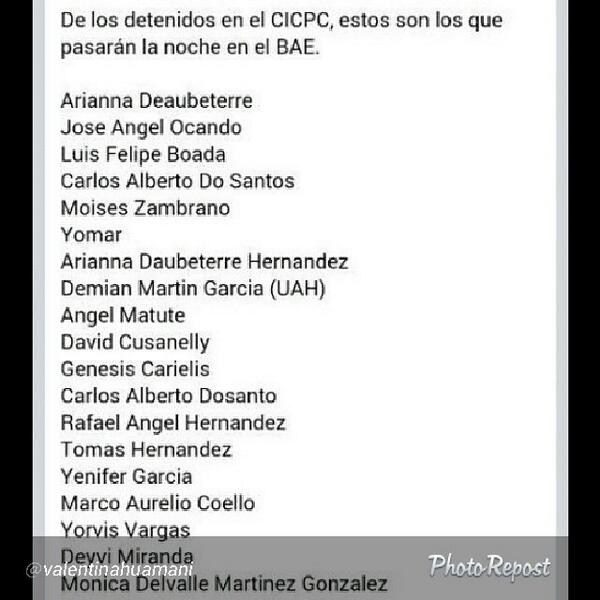 De los detenidos en el CICPC, estos son los que
pasarán la noche en el BAE.
Arianna Deaubeterre
Jose Angel Ocando
Luis Felipe Boada
Carlos Alberto Do Santos
Moises Zambrano
Yomar
Arianna Daubeterre Hernandez
Demian Martin Garcia (UAH)
Angel Matute
David Cusanelly
Genesis Carielis
Carlos Alberto Dosanto
Rafael Angel Hernandez
Tomas Hernandez
Yenifer Garcia
Marco Aurelio Coello
Yorvis Vargas
Deyvi Miranda
@valentinahuamani
PhotoRepost
Monica Delvalle Martinez Gonzalez